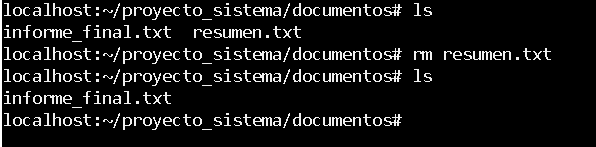 localhost:~/proyecto_sistema/documentos# ls
informe_final.txt  resumen.txt
localhost:~/proyecto_sistema/documentos# rm resumen.txt
localhost:~/proyecto_sistema/documentos# ls
informe_final.txt
localhost:~/proyecto_sistema/documentos#